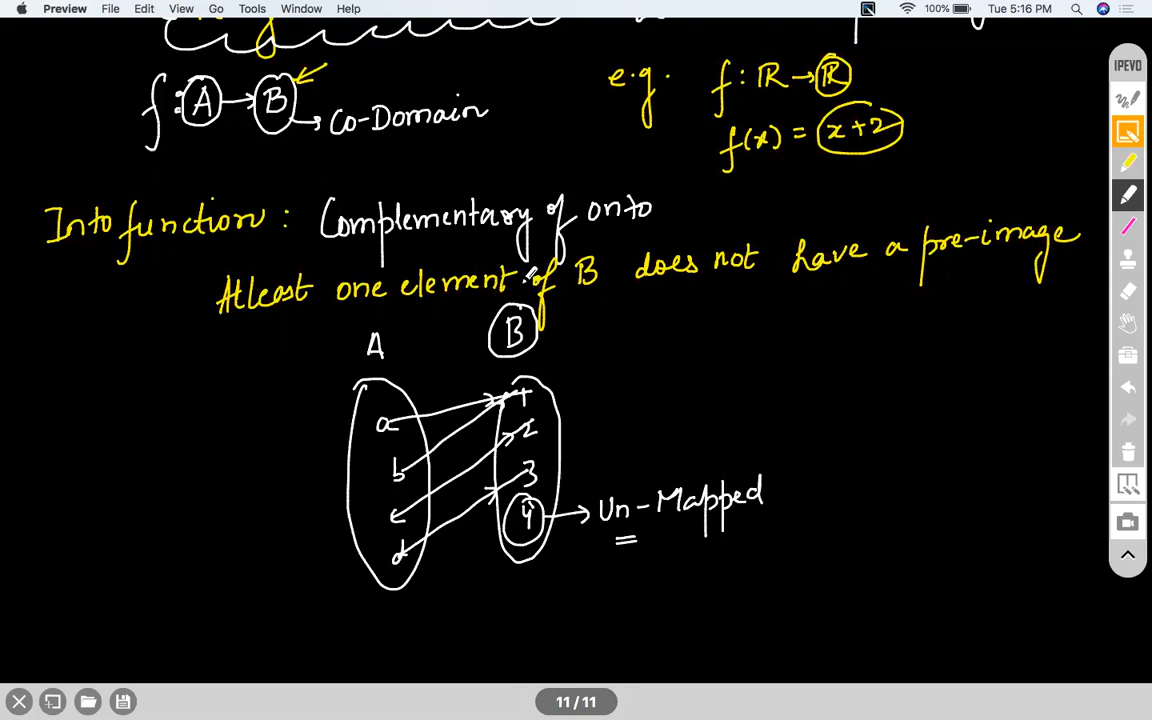 Preview File Edit View Go Tools Window Help 100% Tue 5:16 PM
IPEVO
f : A → B
Co-Domain
e.g. f : ℝ → ℝ
f(x) = x+2
Into function : Complementary of onto
Atleast one element of B does not have a pre-image
A B
a 1
b 2
c 3
d 4 → Un-Mapped
11 / 11